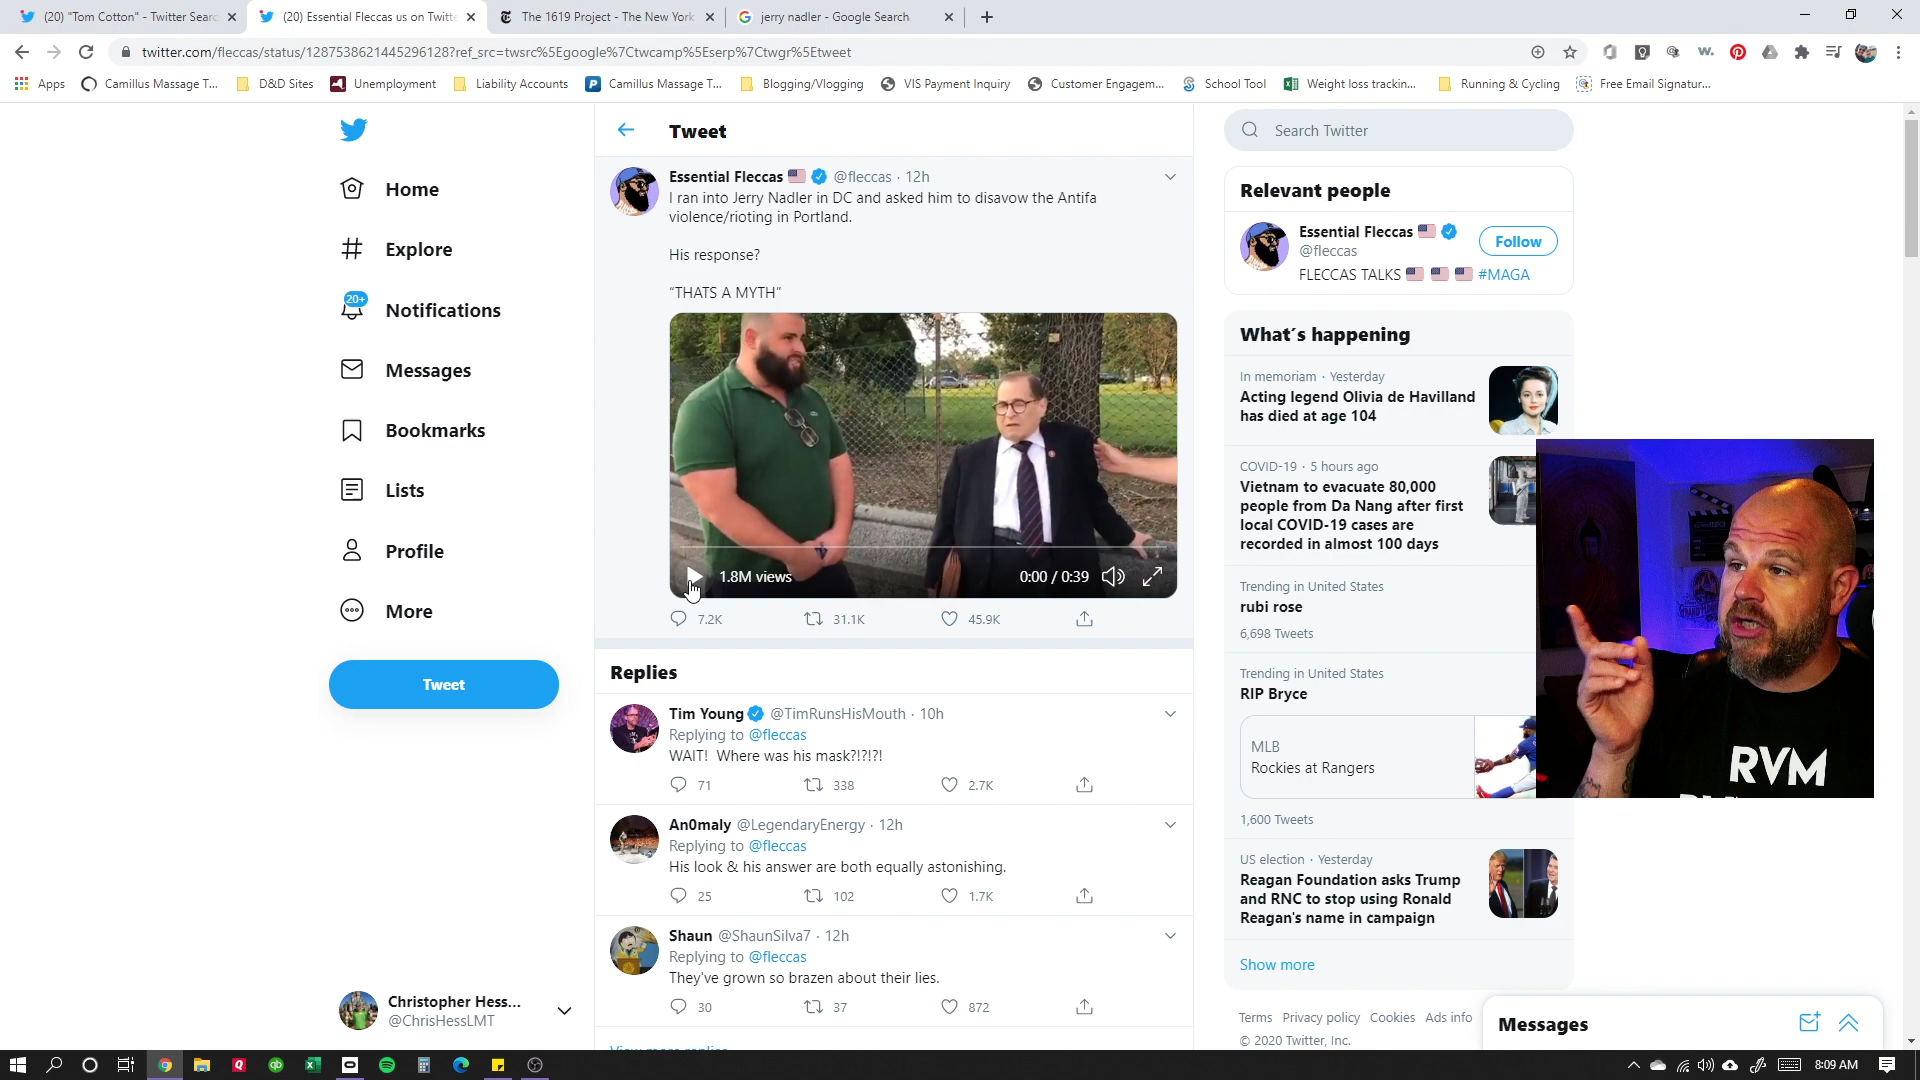 (20) "Tom Cotton" - Twitter Searc
(20) Essential Fleccas us on Twitte
The 1619 Project - The New York
jerry nadler - Google Search
twitter.com/fleccas/status/1287538621445296128?ref_src=twsrc%5Egoogle%7Ctwcamp%5Eserp%7Ctwgr%5Etweet
Apps
Camillus Massage T...
D&D Sites
Unemployment
Liability Accounts
Camillus Massage T...
Blogging/Vlogging
VIS Payment Inquiry
Customer Engagem...
School Tool
Weight loss trackin...
Running & Cycling
Free Email Signatur...
Home
Explore
20+
Notifications
Messages
Bookmarks
Lists
Profile
More
Tweet
Christopher Hess...
@ChrisHessLMT
Tweet
Essential Fleccas @fleccas · 12h
I ran into Jerry Nadler in DC and asked him to disavow the Antifa
violence/rioting in Portland.
His response?
“THATS A MYTH”
1.8M views
0:00 / 0:39
7.2K 31.1K 45.9K
Replies
Tim Young @TimRunsHisMouth · 10h
Replying to @fleccas
WAIT! Where was his mask?!?!?!
71 338 2.7K
An0maly @LegendaryEnergy · 12h
Replying to @fleccas
His look & his answer are both equally astonishing.
25 102 1.7K
Shaun @ShaunSilva7 · 12h
Replying to @fleccas
They've grown so brazen about their lies.
30 37 872
View more replies
Search Twitter
Relevant people
Essential Fleccas
@fleccas
Follow
FLECCAS TALKS #MAGA
What's happening
In memoriam · Yesterday
Acting legend Olivia de Havilland
has died at age 104
COVID-19 · 5 hours ago
Vietnam to evacuate 80,000
people from Da Nang after first
local COVID-19 cases are
recorded in almost 100 days
Trending in United States
rubi rose
6,698 Tweets
Trending in United States
RIP Bryce
MLB
Rockies at Rangers
1,600 Tweets
US election · Yesterday
Reagan Foundation asks Trump
and RNC to stop using Ronald
Reagan's name in campaign
Show more
Terms Privacy policy Cookies Ads info
© 2020 Twitter, Inc.
Messages
RVM
8:09 AM